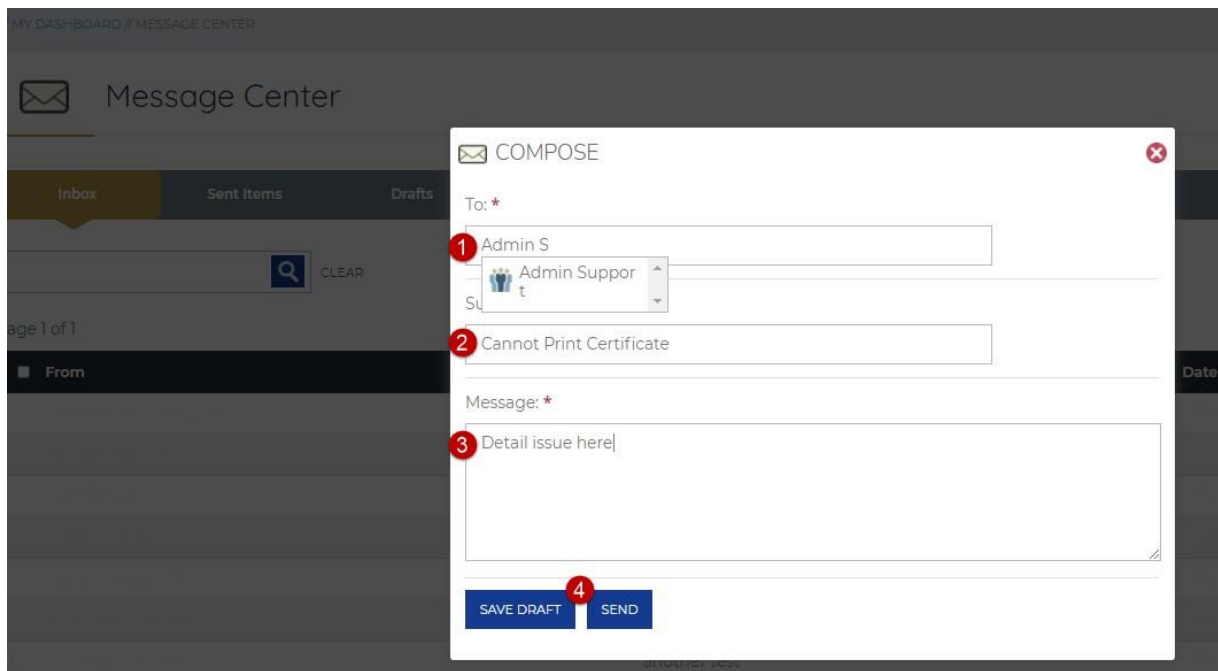 MY DASHBOARD // MESSAGE CENTER
Message Center
Inbox
Sent Items
Drafts
CLEAR
age 1 of 1
From
Date
COMPOSE
To: *
1
Admin S
Admin Suppor
t
Su
2
Cannot Print Certificate
Message: *
3
Detail issue here
4
SAVE DRAFT
SEND
another test